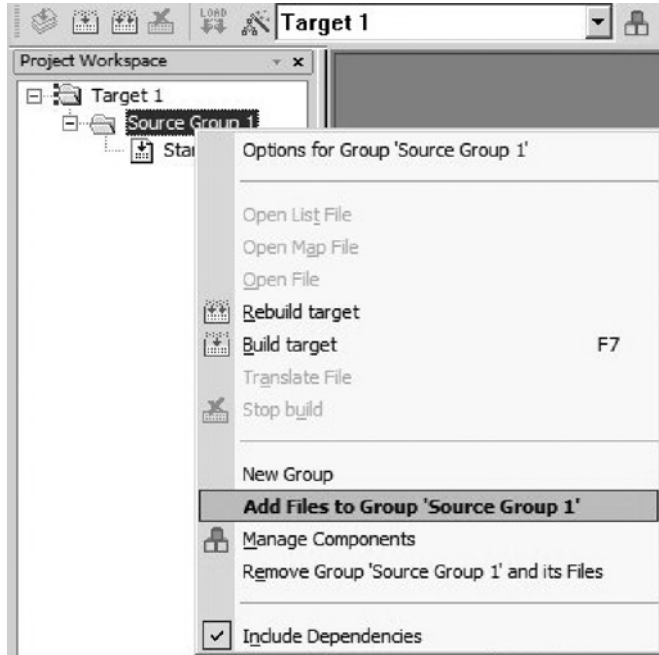 LOAD
Target 1
Project Workspace
Target 1
Source Group 1
Options for Group 'Source Group 1'
Open List File
Open Map File
Open File
Rebuild target
Build target F7
Translate File
Stop build
New Group
Add Files to Group 'Source Group 1'
Manage Components
Remove Group 'Source Group 1' and its Files
Include Dependencies